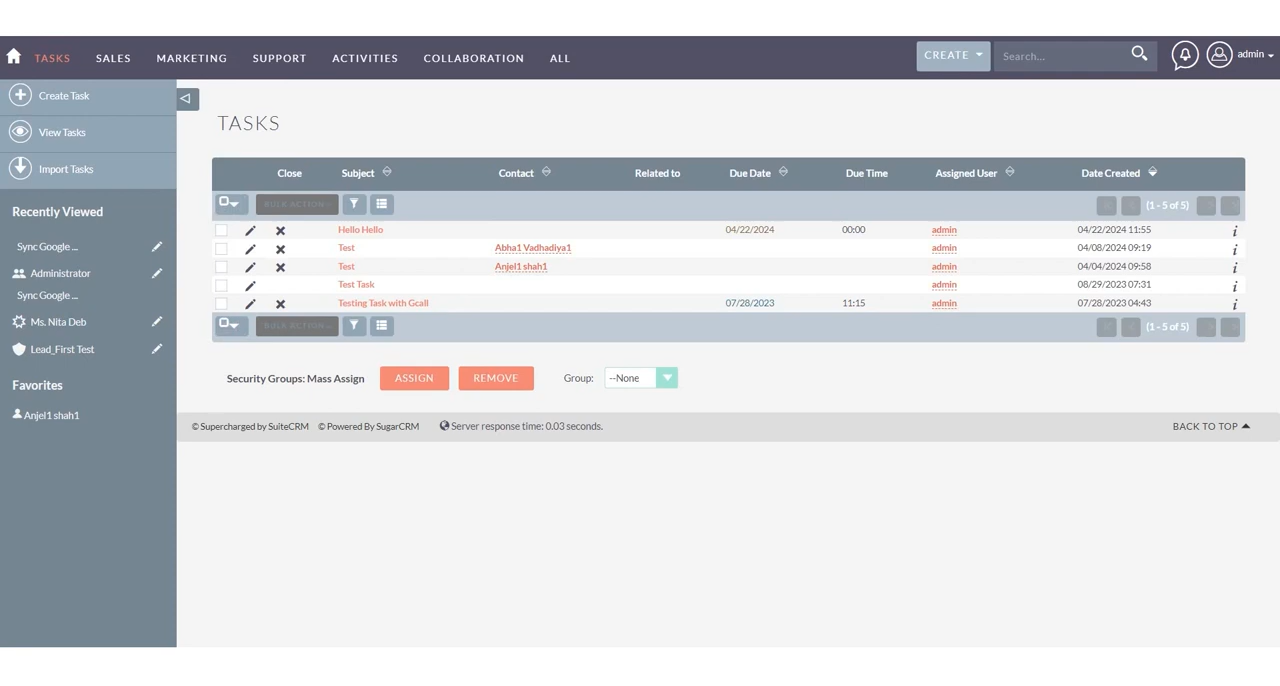 TASKS SALES MARKETING SUPPORT ACTIVITIES COLLABORATION ALL CREATE Search... admin
Create Task
View Tasks
Import Tasks
Recently Viewed
Sync Google ...
Administrator
Sync Google ...
Ms. Nita Deb
Lead_First Test
Favorites
Anjel1 shah1
TASKS
Close Subject Contact Related to Due Date Due Time Assigned User Date Created
BULK ACTION (1 - 5 of 5)
Hello Hello 04/22/2024 00:00 admin 04/22/2024 11:55 i
Test Abha1 Vadhadiya1 admin 04/08/2024 09:19 i
Test Anjel1 shah1 admin 04/04/2024 09:58 i
Test Task 08/29/2023 07:31 i
Testing Task with Gcall 07/28/2023 11:15 admin 07/28/2023 04:43 i
BULK ACTION (1 - 5 of 5)
Security Groups: Mass Assign ASSIGN REMOVE Group: --None
© Supercharged by SuiteCRM © Powered By SugarCRM Server response time: 0.03 seconds. BACK TO TOP